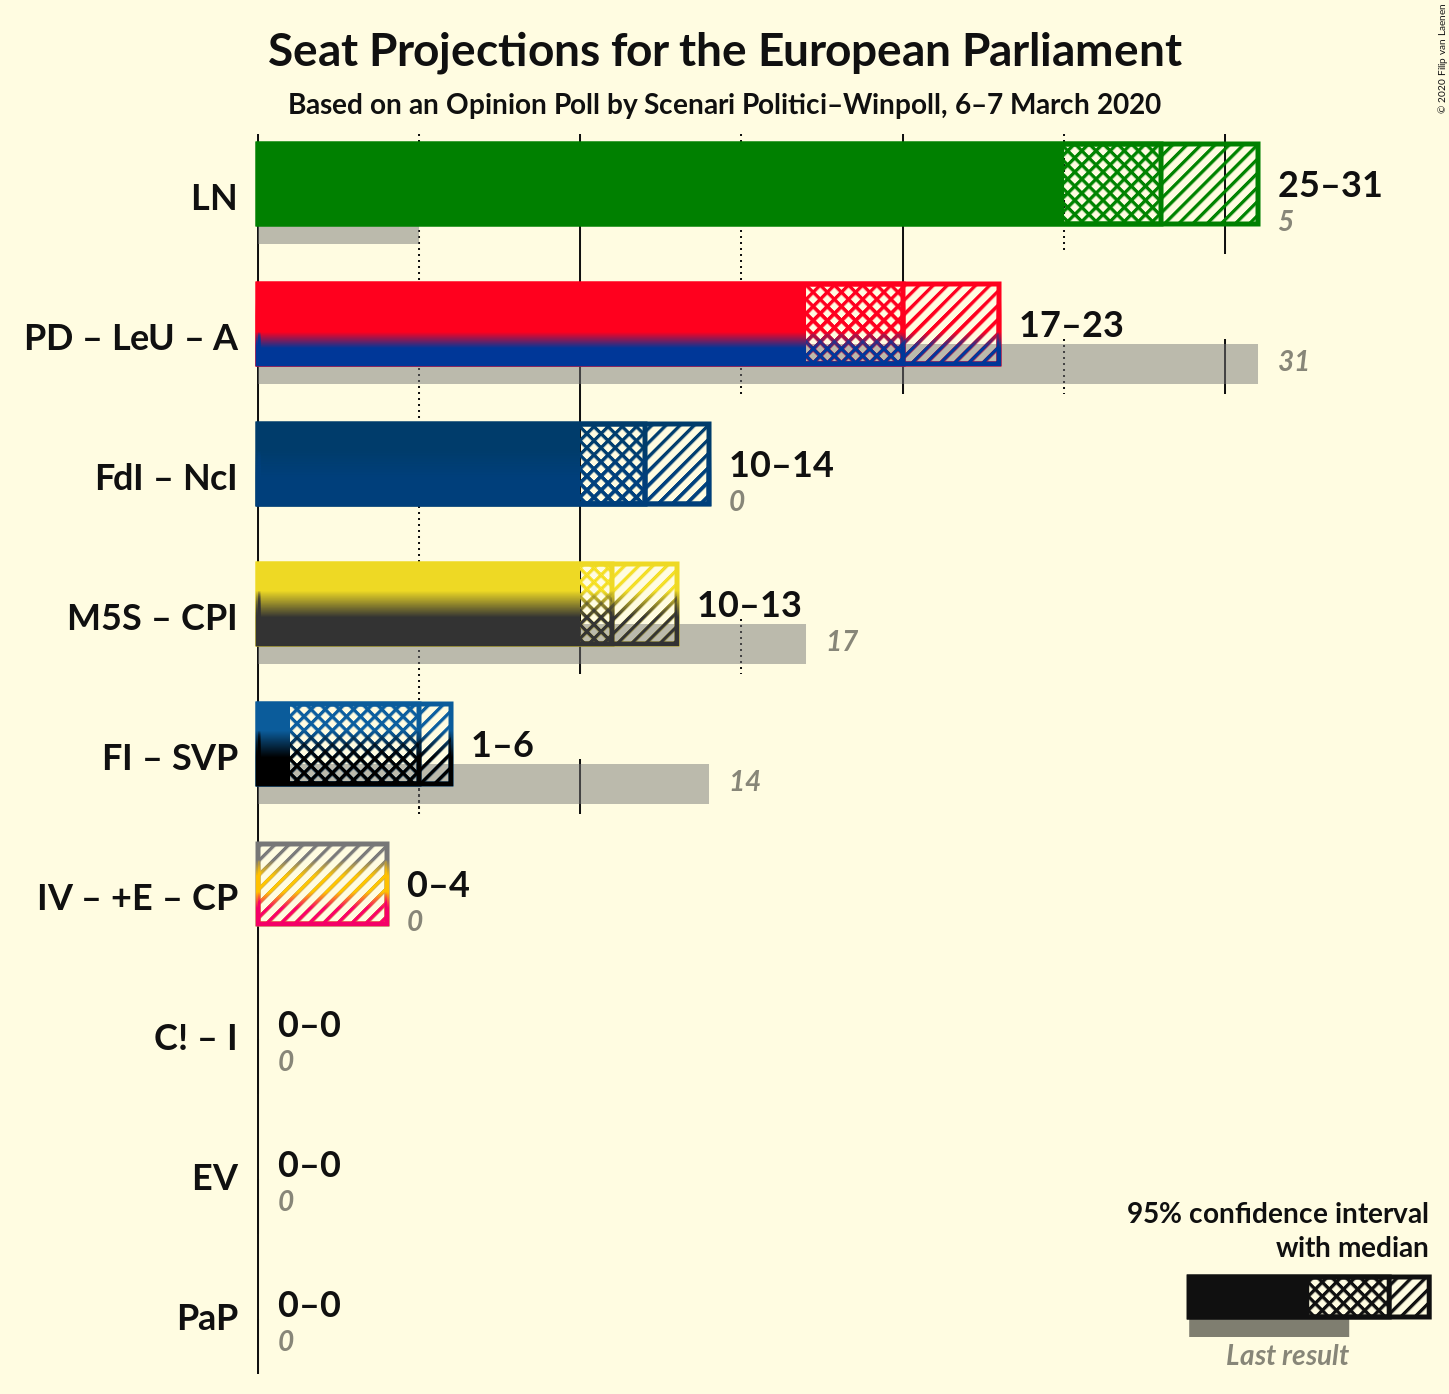 Seat Projections for the European Parliament
Based on an Opinion Poll by Scenari Politici–Winpoll, 6–7 March 2020
© 2020 Filip van Laenen
LN
25–31
5
PD – LeU – A
17–23
31
FdI – NcI
10–14
0
M5S – CPI
10–13
17
FI – SVP
1–6
14
IV – +E – CP
0–4
0
C! – I
0–0
0
EV
0–0
0
PaP
0–0
0
95% confidence interval
with median
Last result